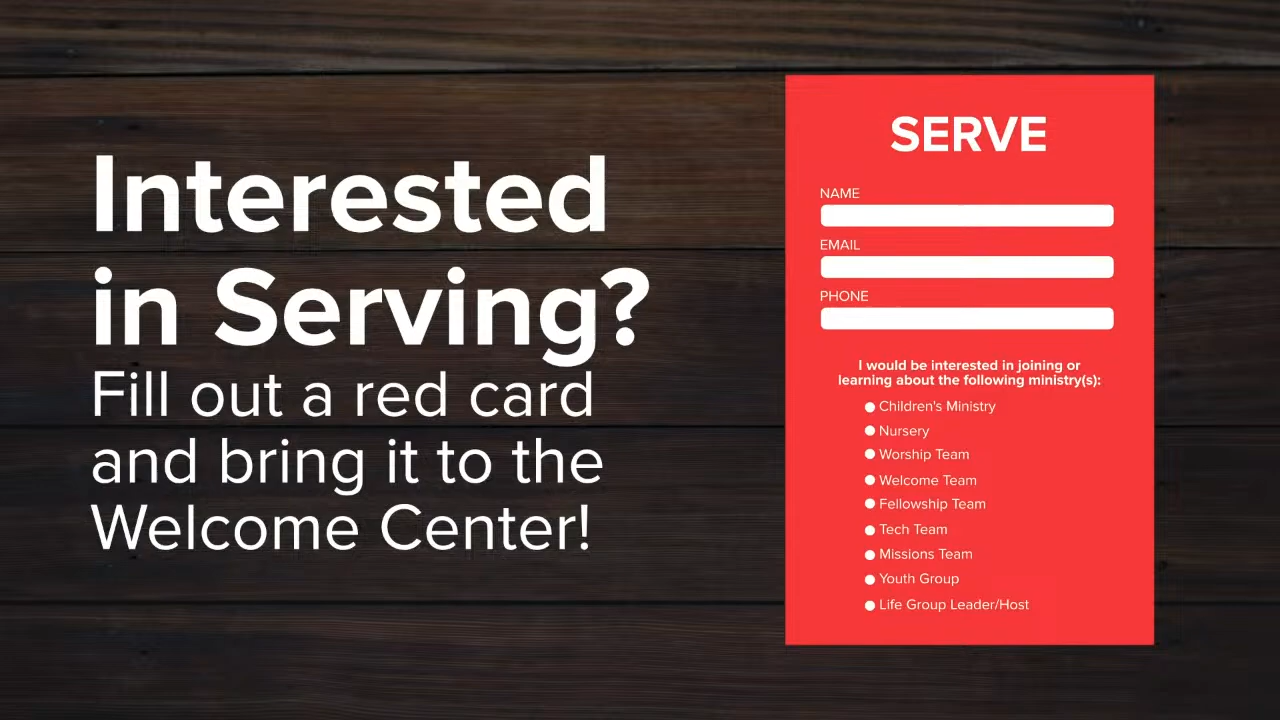 Interested
in Serving?
Fill out a red card
and bring it to the
Welcome Center!
SERVE
NAME
EMAIL
PHONE
I would be interested in joining or
learning about the following ministry(s):
Children's Ministry
Nursery
Worship Team
Welcome Team
Fellowship Team
Tech Team
Missions Team
Youth Group
Life Group Leader/Host